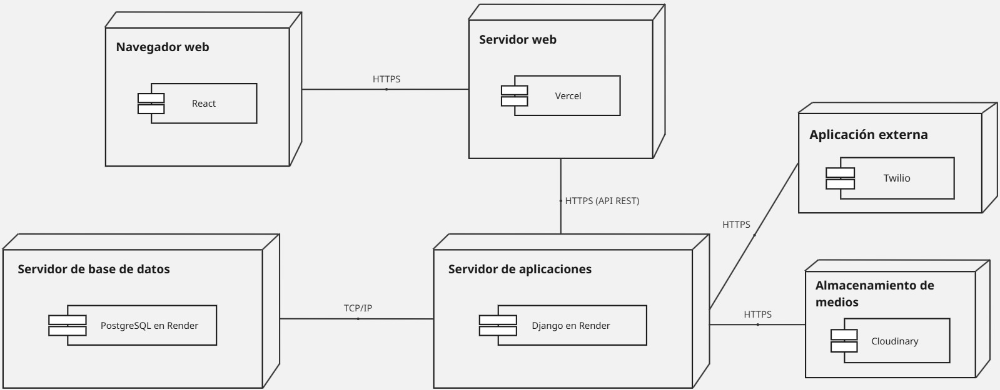 Navegador web
React
HTTPS
Servidor web
Vercel
HTTPS (API REST)
Aplicación externa
Twilio
HTTPS
Servidor de base de datos
PostgreSQL en Render
TCP/IP
Servidor de aplicaciones
Django en Render
HTTPS
Almacenamiento de
medios
Cloudinary